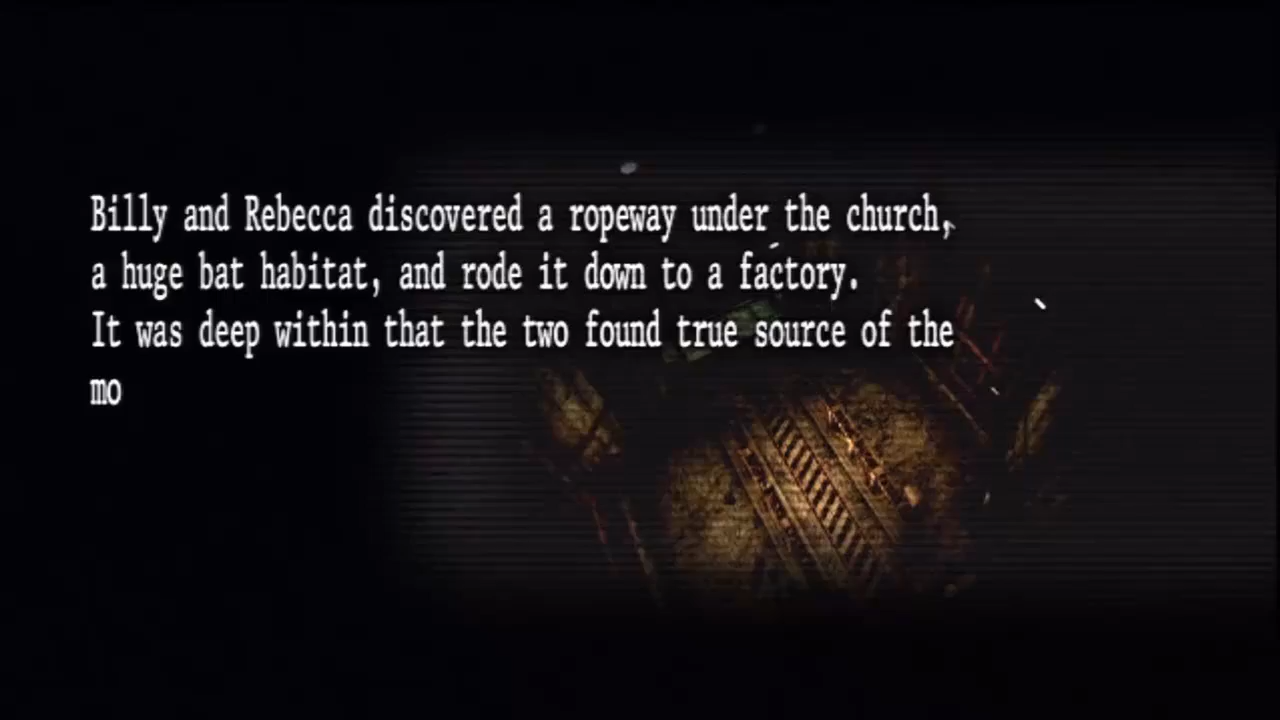 Billy and Rebecca discovered a ropeway under the church,
a huge bat habitat, and rode it down to a factory.
It was deep within that the two found true source of the
mo